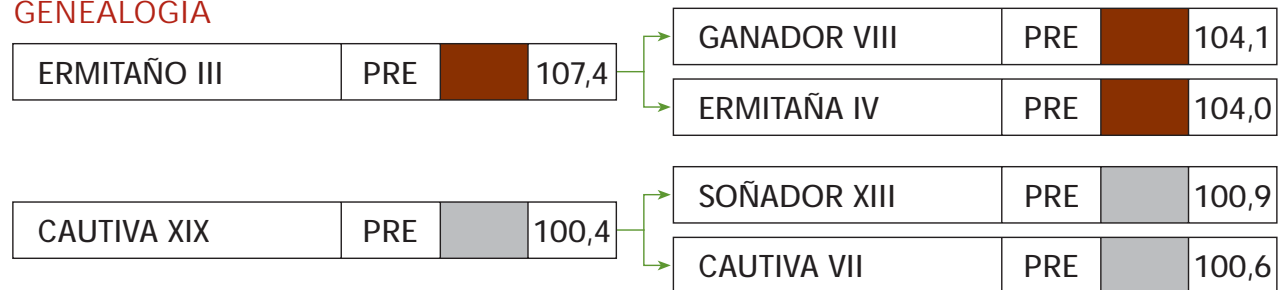 GENEALOGÍA
ERMITAÑO III PRE 107,4
GANADOR VIII PRE 104,1
ERMITAÑA IV PRE 104,0
CAUTIVA XIX PRE 100,4
SOÑADOR XIII PRE 100,9
CAUTIVA VII PRE 100,6